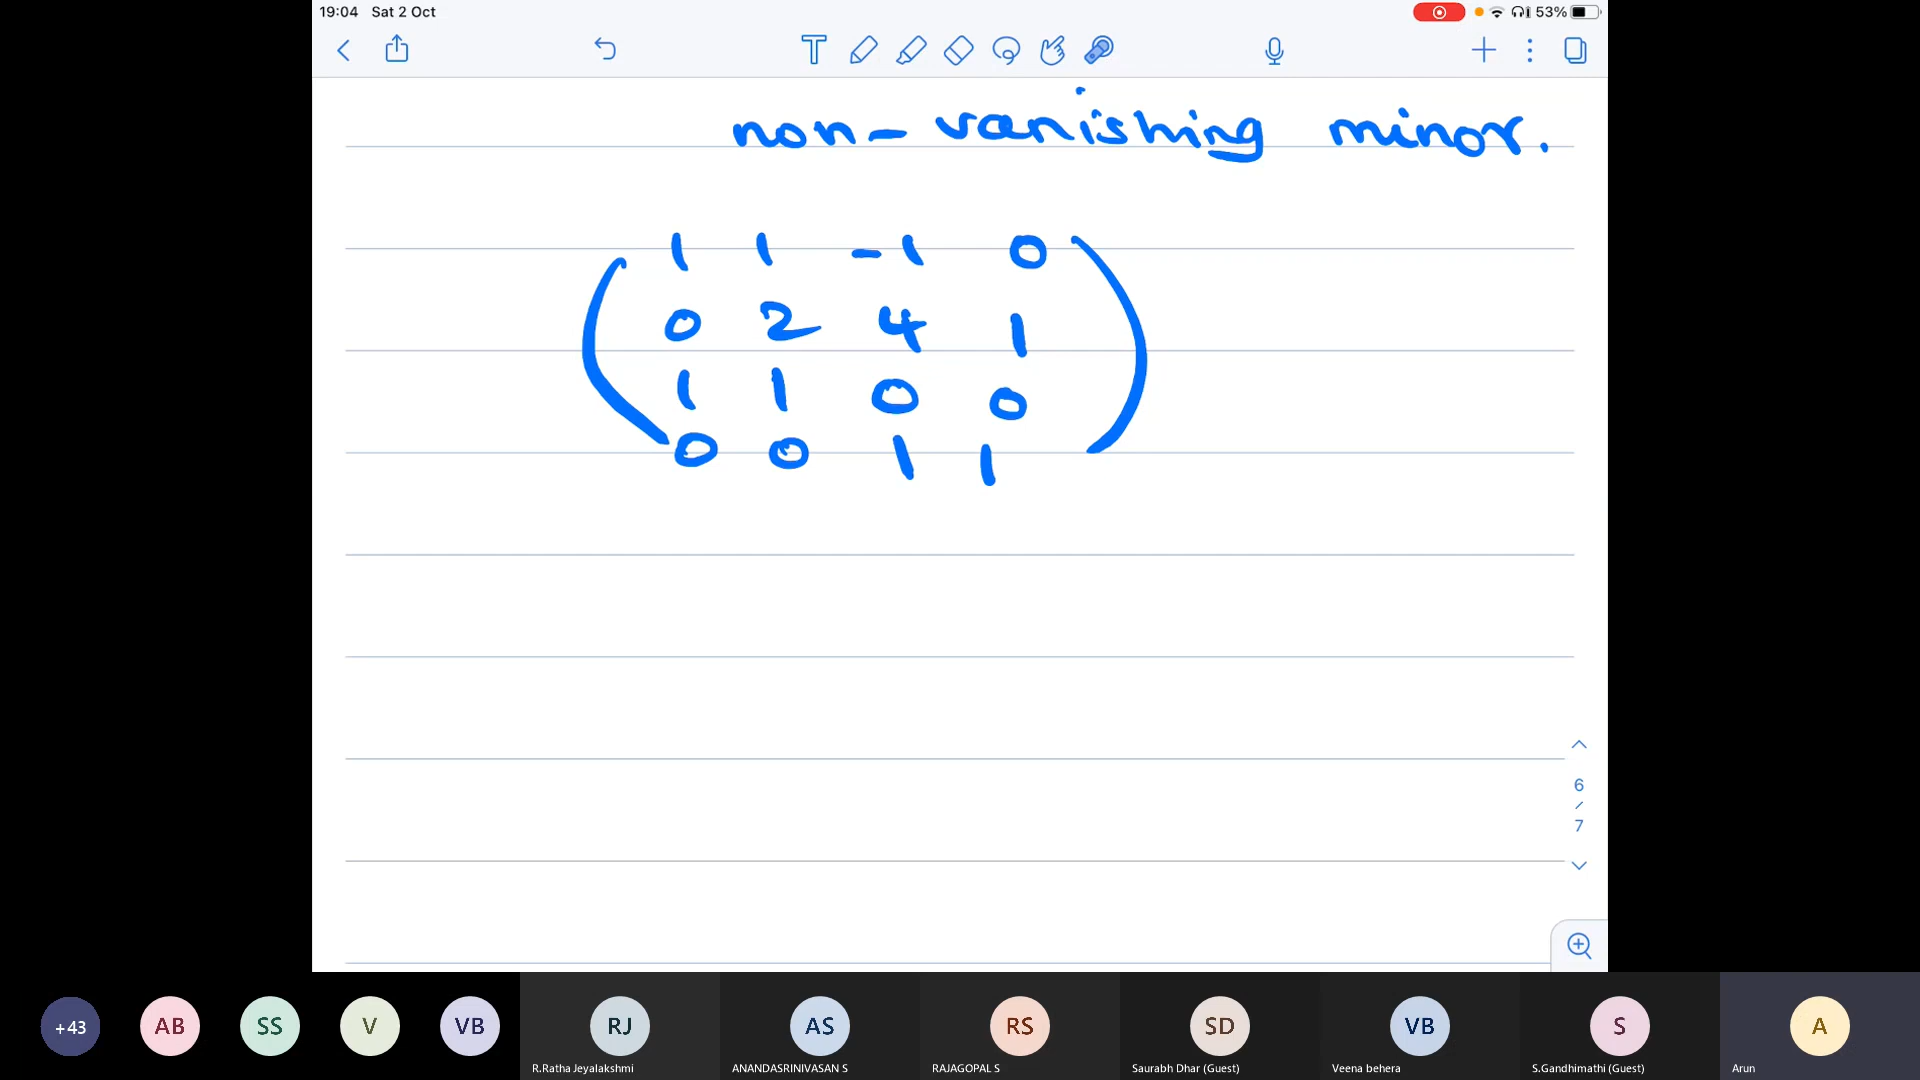 19:04 Sat 2 Oct 53%
non-vanishing minor.
1 1 -1 0
0 2 4 1
1 1 0 0
0 0 1 1
6
/
7
+43 AB SS V VB RJ AS RS SD VB S A
R.Ratha Jeyalakshmi ANANDASRINIVASAN S RAJAGOPAL S Saurabh Dhar (Guest) Veena behera S.Gandhimathi (Guest) Arun